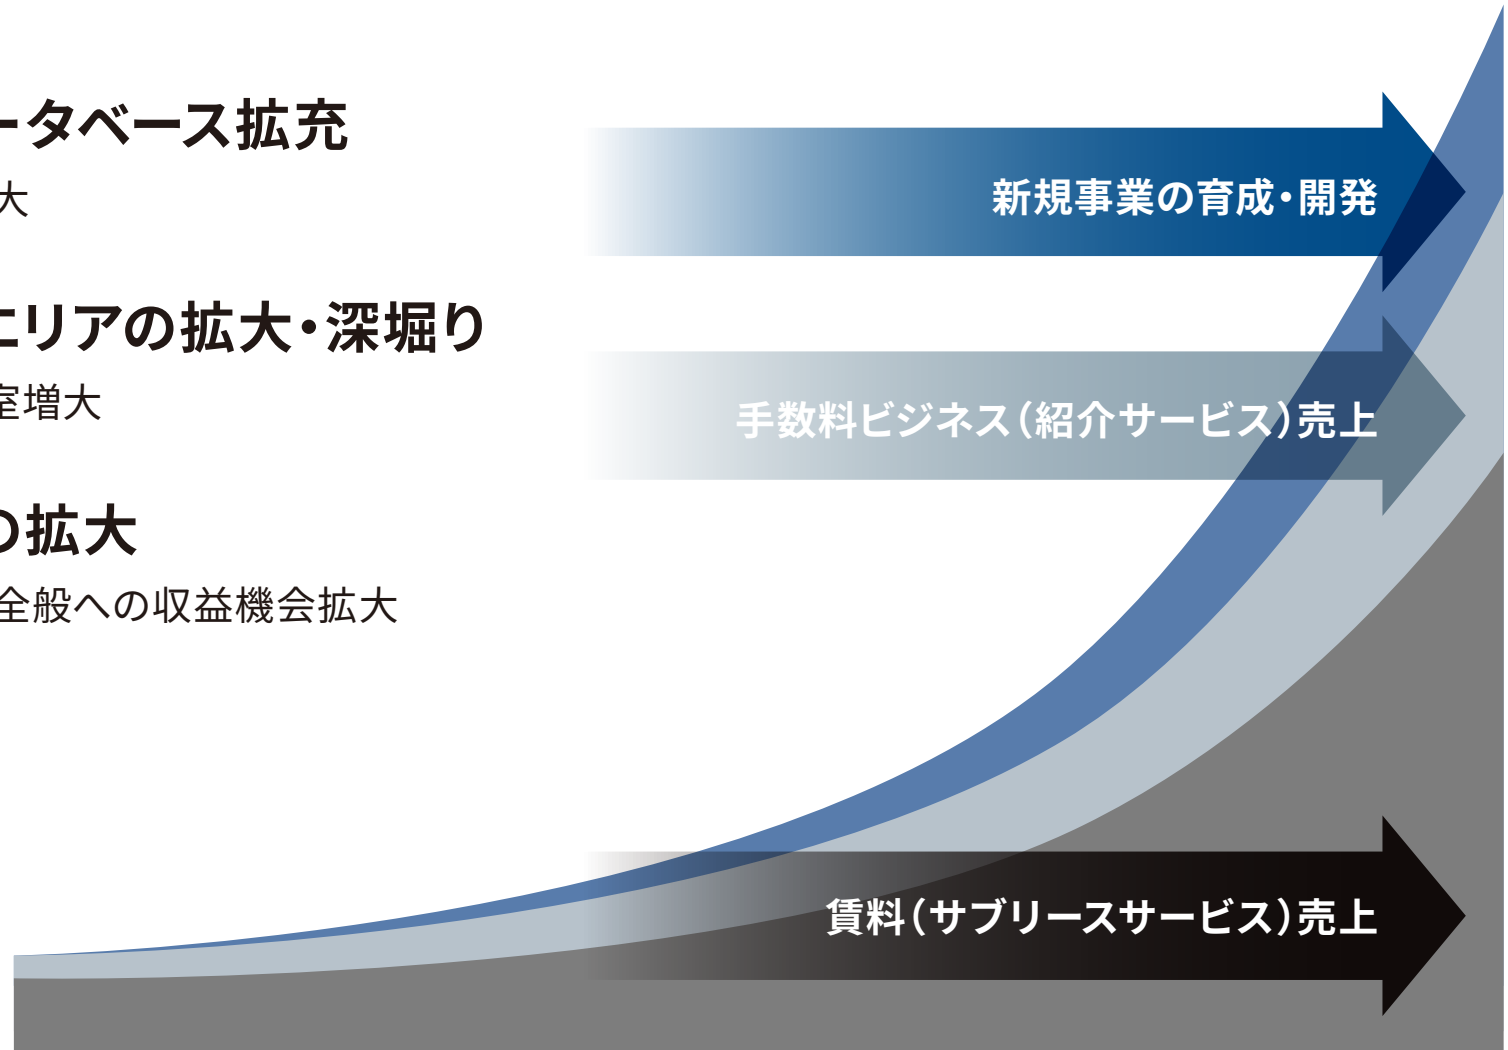 ータベース拡充
大
エリアの拡大・深堀り
室増大
の拡大
全般への収益機会拡大
新規事業の育成・開発
手数料ビジネス（紹介サービス）売上
賃料（サブリースサービス）売上